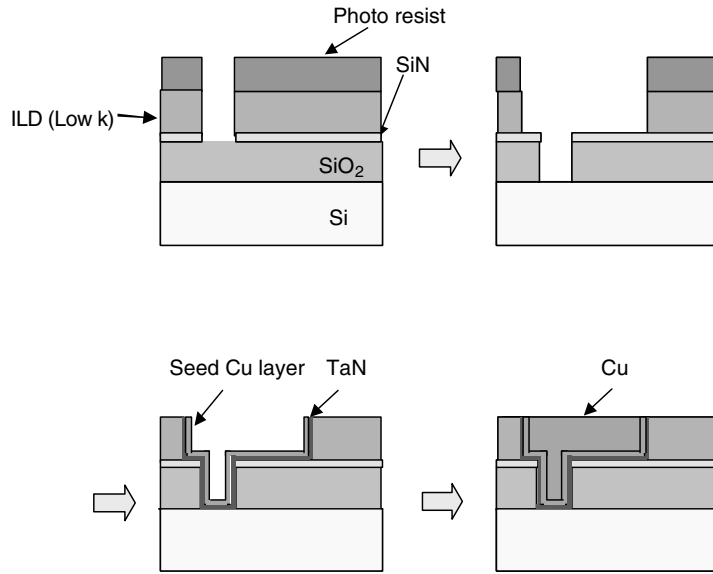 Photo resist
SiN
ILD (Low k)
SiO₂
Si
Seed Cu layer
TaN
Cu